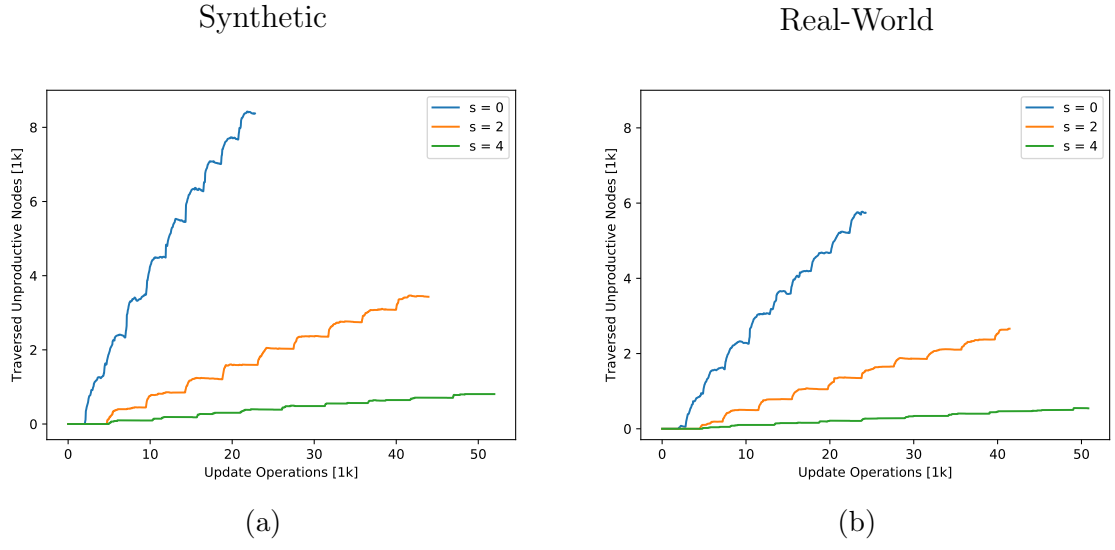 Synthetic
Real-World
Traversed Unproductive Nodes [1k]
8
6
4
2
0
s = 0
s = 2
s = 4
0 10 20 30 40 50
Update Operations [1k]
(a)
Traversed Unproductive Nodes [1k]
8
6
4
2
0
s = 0
s = 2
s = 4
0 10 20 30 40 50
Update Operations [1k]
(b)